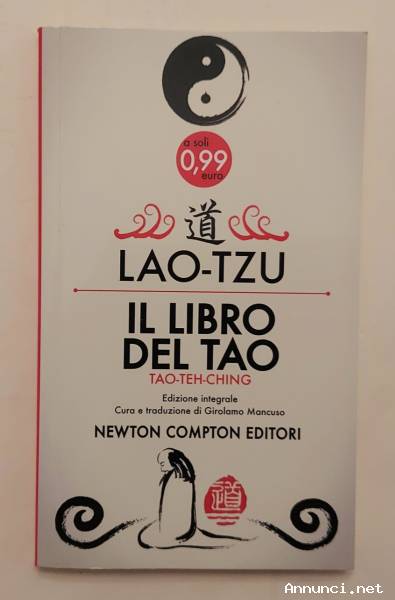 a soli
0,99
euro
道
LAO-TZU
IL LIBRO
DEL TAO
TAO-TEH-CHING
Edizione integrale
Cura e traduzione di Girolamo Mancuso
NEWTON COMPTON EDITORI
道
Annunci.net